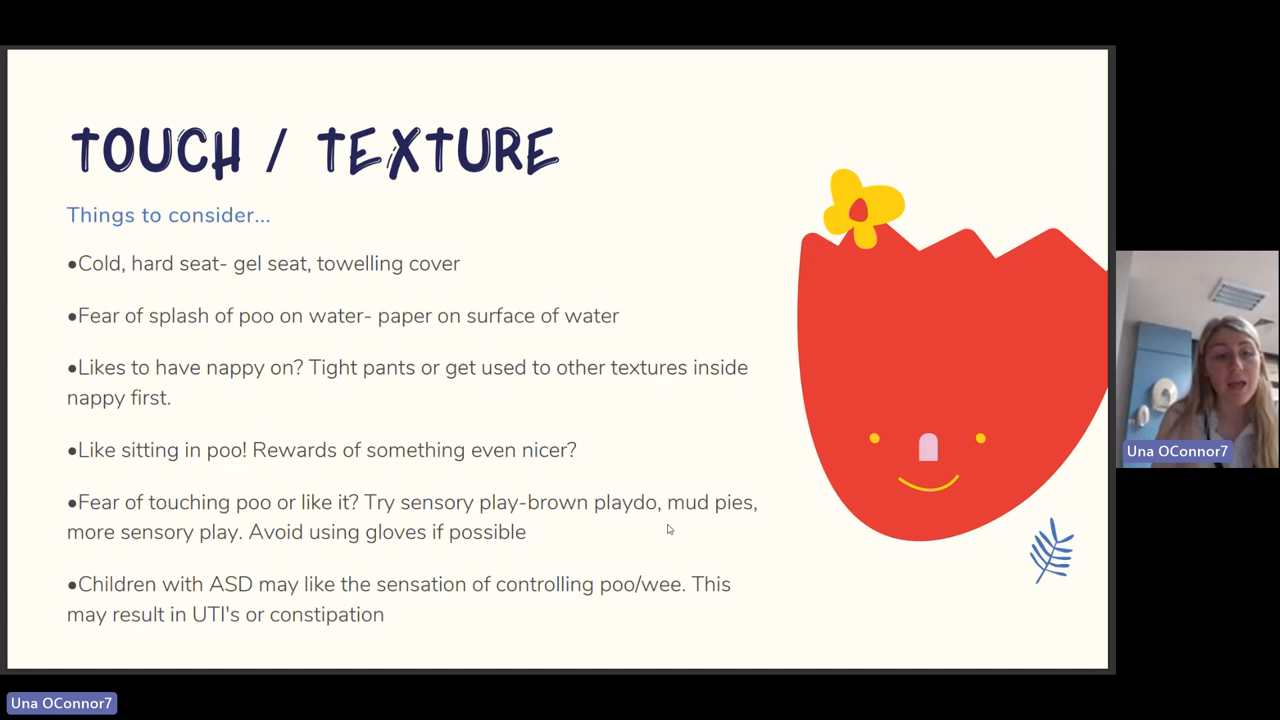 TOUCH / TEXTURE
Things to consider...
•Cold, hard seat- gel seat, towelling cover
•Fear of splash of poo on water- paper on surface of water
•Likes to have nappy on? Tight pants or get used to other textures inside
nappy first.
•Like sitting in poo! Rewards of something even nicer?
•Fear of touching poo or like it? Try sensory play-brown playdo, mud pies,
more sensory play. Avoid using gloves if possible
•Children with ASD may like the sensation of controlling poo/wee. This
may result in UTI's or constipation
Una OConnor7
Una OConnor7